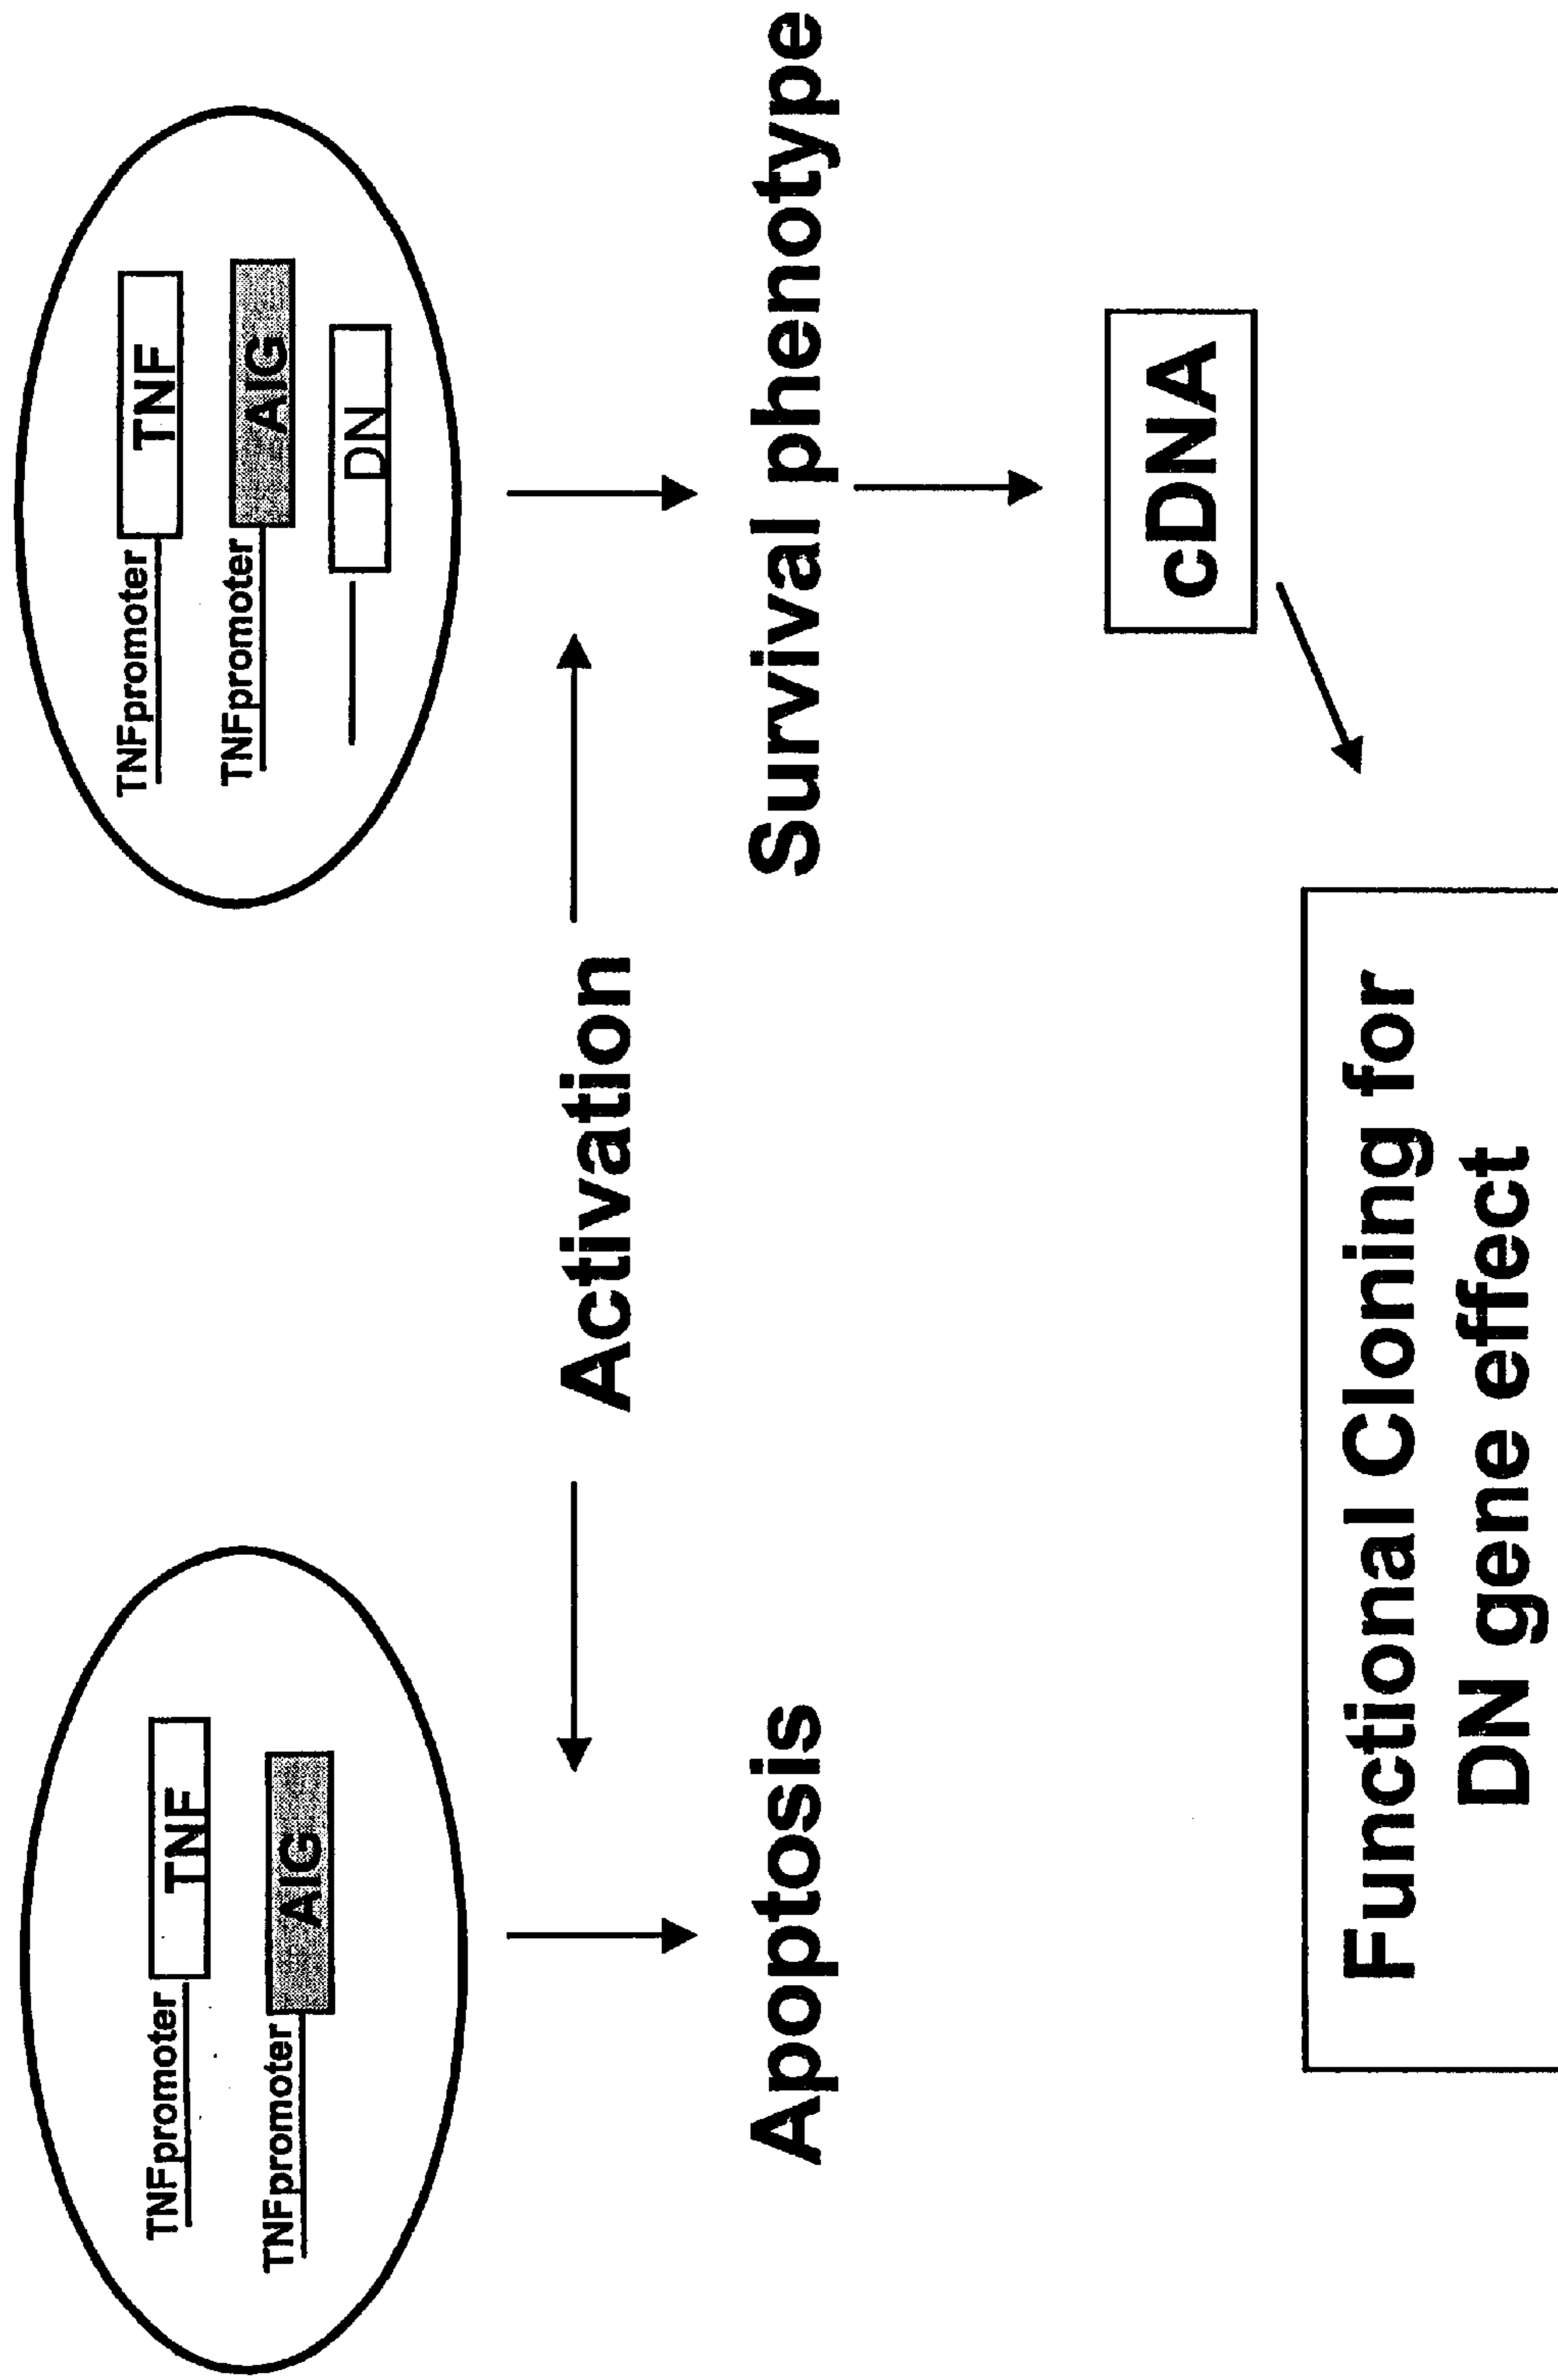 TNFpromoter
TNF
TNFpromoter
AIG
TNFpromoter
TNF
TNFpromoter
AIG
DN
Activation
Apoptosis
Survival phenotype
cDNA
Functional Cloning for
DN gene effect